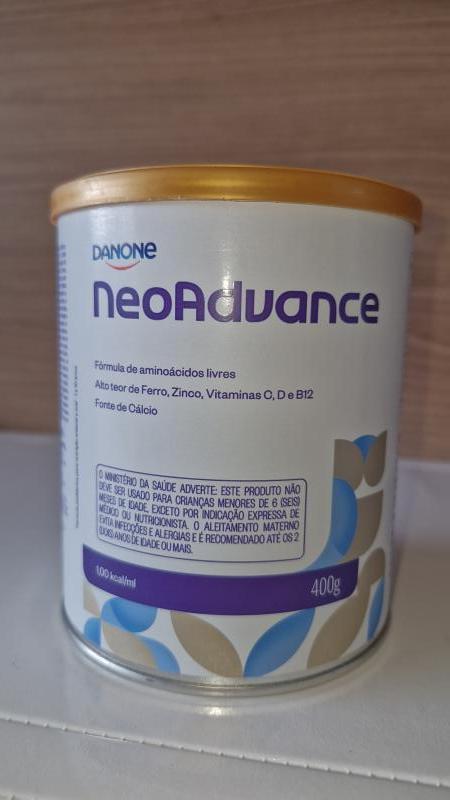 DANONE
NeoAdvance
Fórmula de aminoácidos livres
Alto teor de Ferro, Zinco, Vitaminas C, D e B12
Fonte de Cálcio
O MINISTÉRIO DA SAÚDE ADVERTE: ESTE PRODUTO NÃO
DEVE SER USADO PARA CRIANÇAS MENORES DE 6 (SEIS)
MESES DE IDADE, EXCETO POR INDICAÇÃO EXPRESSA DE
MÉDICO OU NUTRICIONISTA. O ALEITAMENTO MATERNO
EVITA INFECÇÕES E ALERGIAS E É RECOMENDADO ATÉ OS 2
(DOIS) ANOS DE IDADE OU MAIS.
1,00 kcal/ml
400g